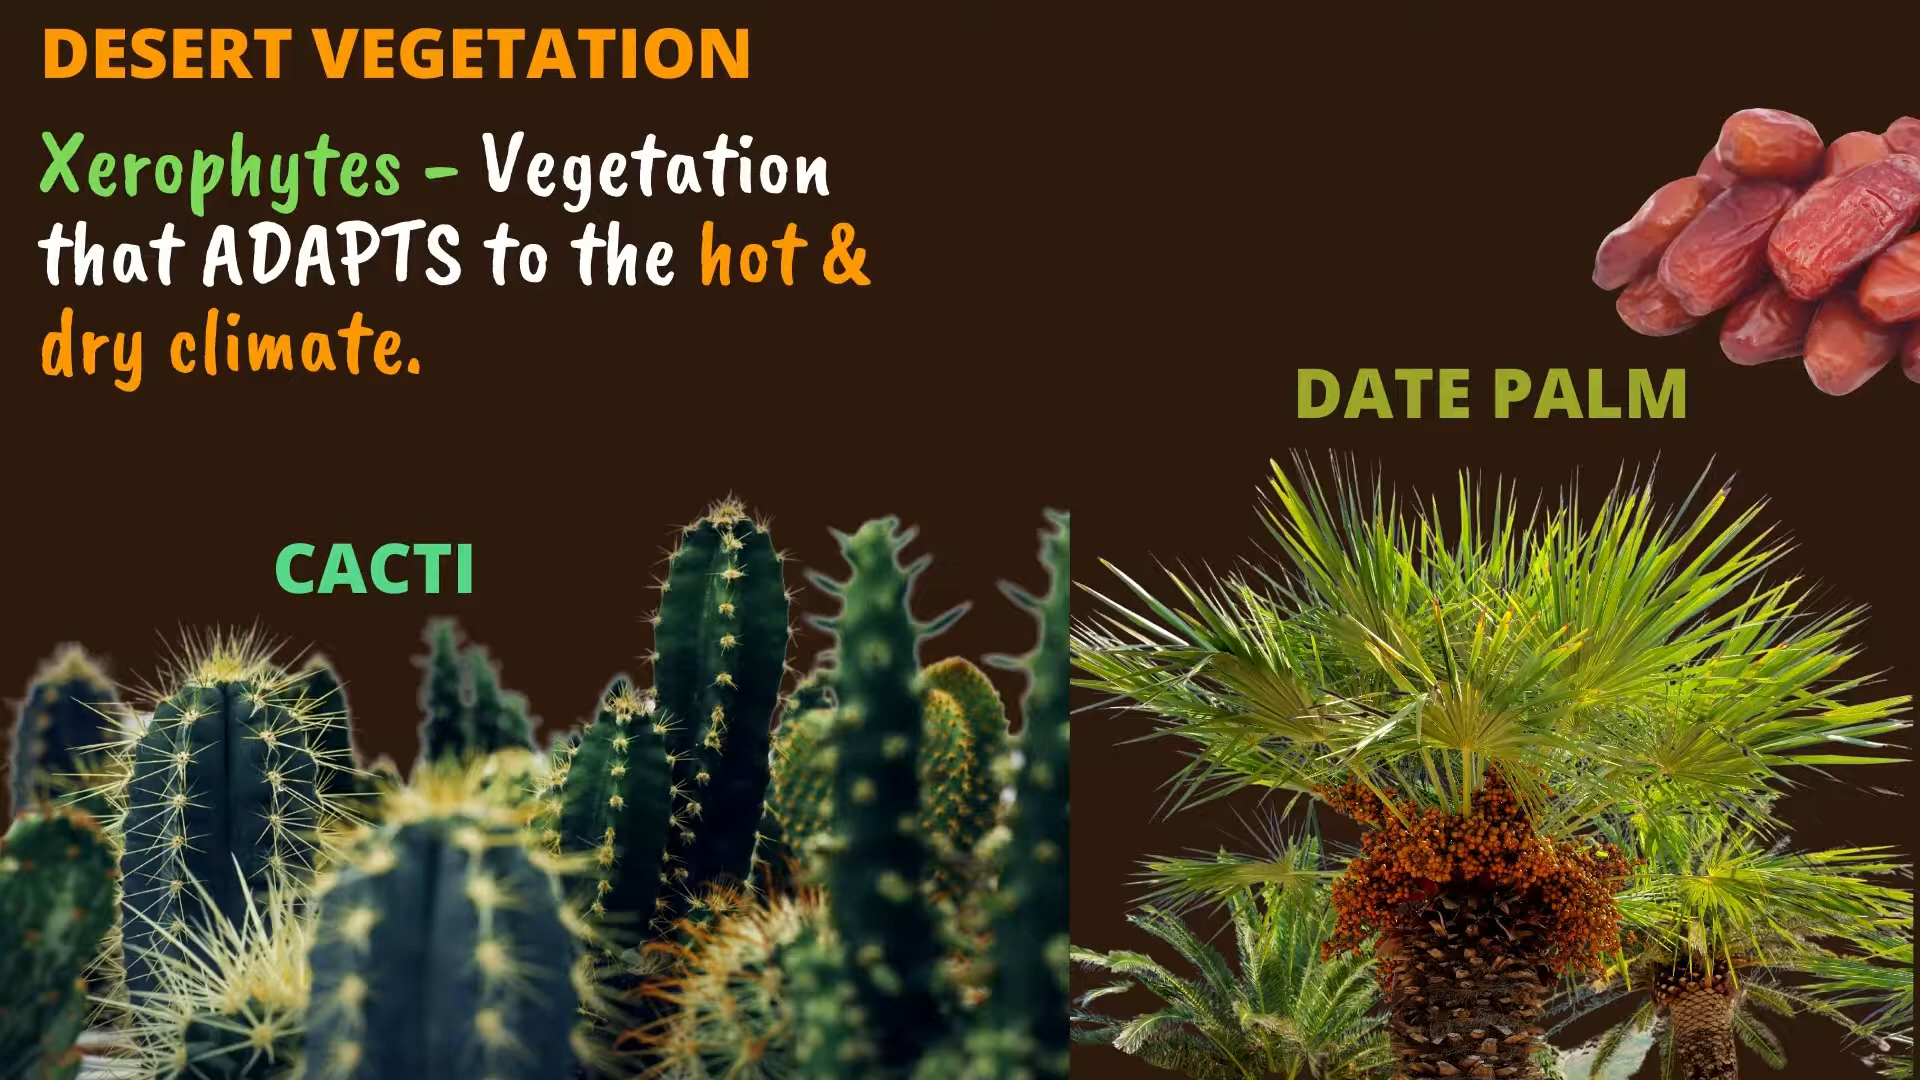 DESERT VEGETATION
Xerophytes - Vegetation
that ADAPTS to the hot &
dry climate.
DATE PALM
CACTI